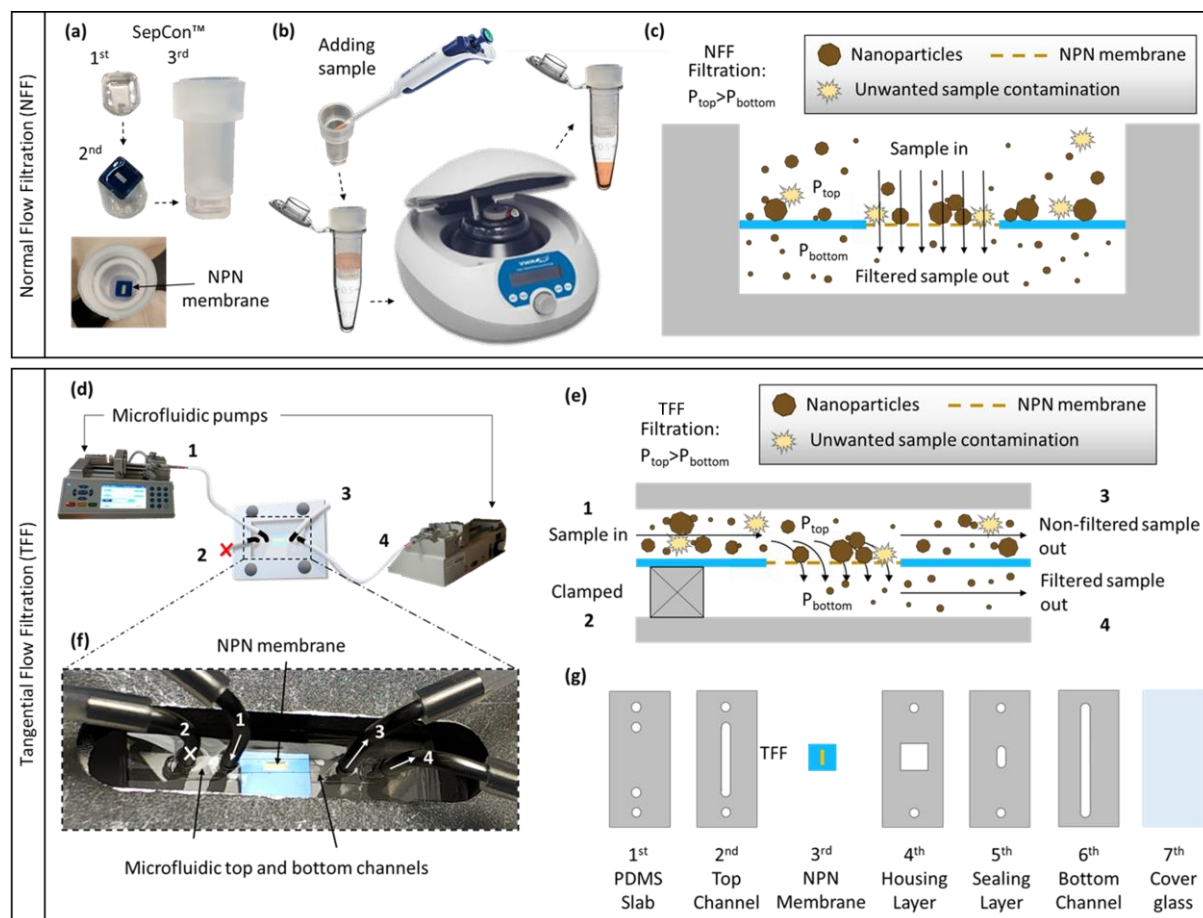 Normal Flow Filtration (NFF)
(a)
SepCon™
1st
3rd
2nd
NPN
membrane
(b)
Adding
sample
VWR
(c)
NFF
Filtration:
Ptop>Pbottom
Nanoparticles
NPN membrane
Unwanted sample contamination
Sample in
Ptop
Pbottom
Filtered sample out
Tangential Flow Filtration (TFF)
(d)
Microfluidic pumps
1
3
2
4
(e)
TFF
Filtration:
Ptop>Pbottom
Nanoparticles
NPN membrane
Unwanted sample contamination
1
Sample in
Ptop
3
Non-filtered sample
out
Clamped
2
Pbottom
Filtered sample
out
4
(f)
NPN membrane
2
1
3
4
Microfluidic top and bottom channels
(g)
TFF
1st
PDMS
Slab
2nd
Top
Channel
3rd
NPN
Membrane
4th
Housing
Layer
5th
Sealing
Layer
6th
Bottom
Channel
7th
Cover
glass